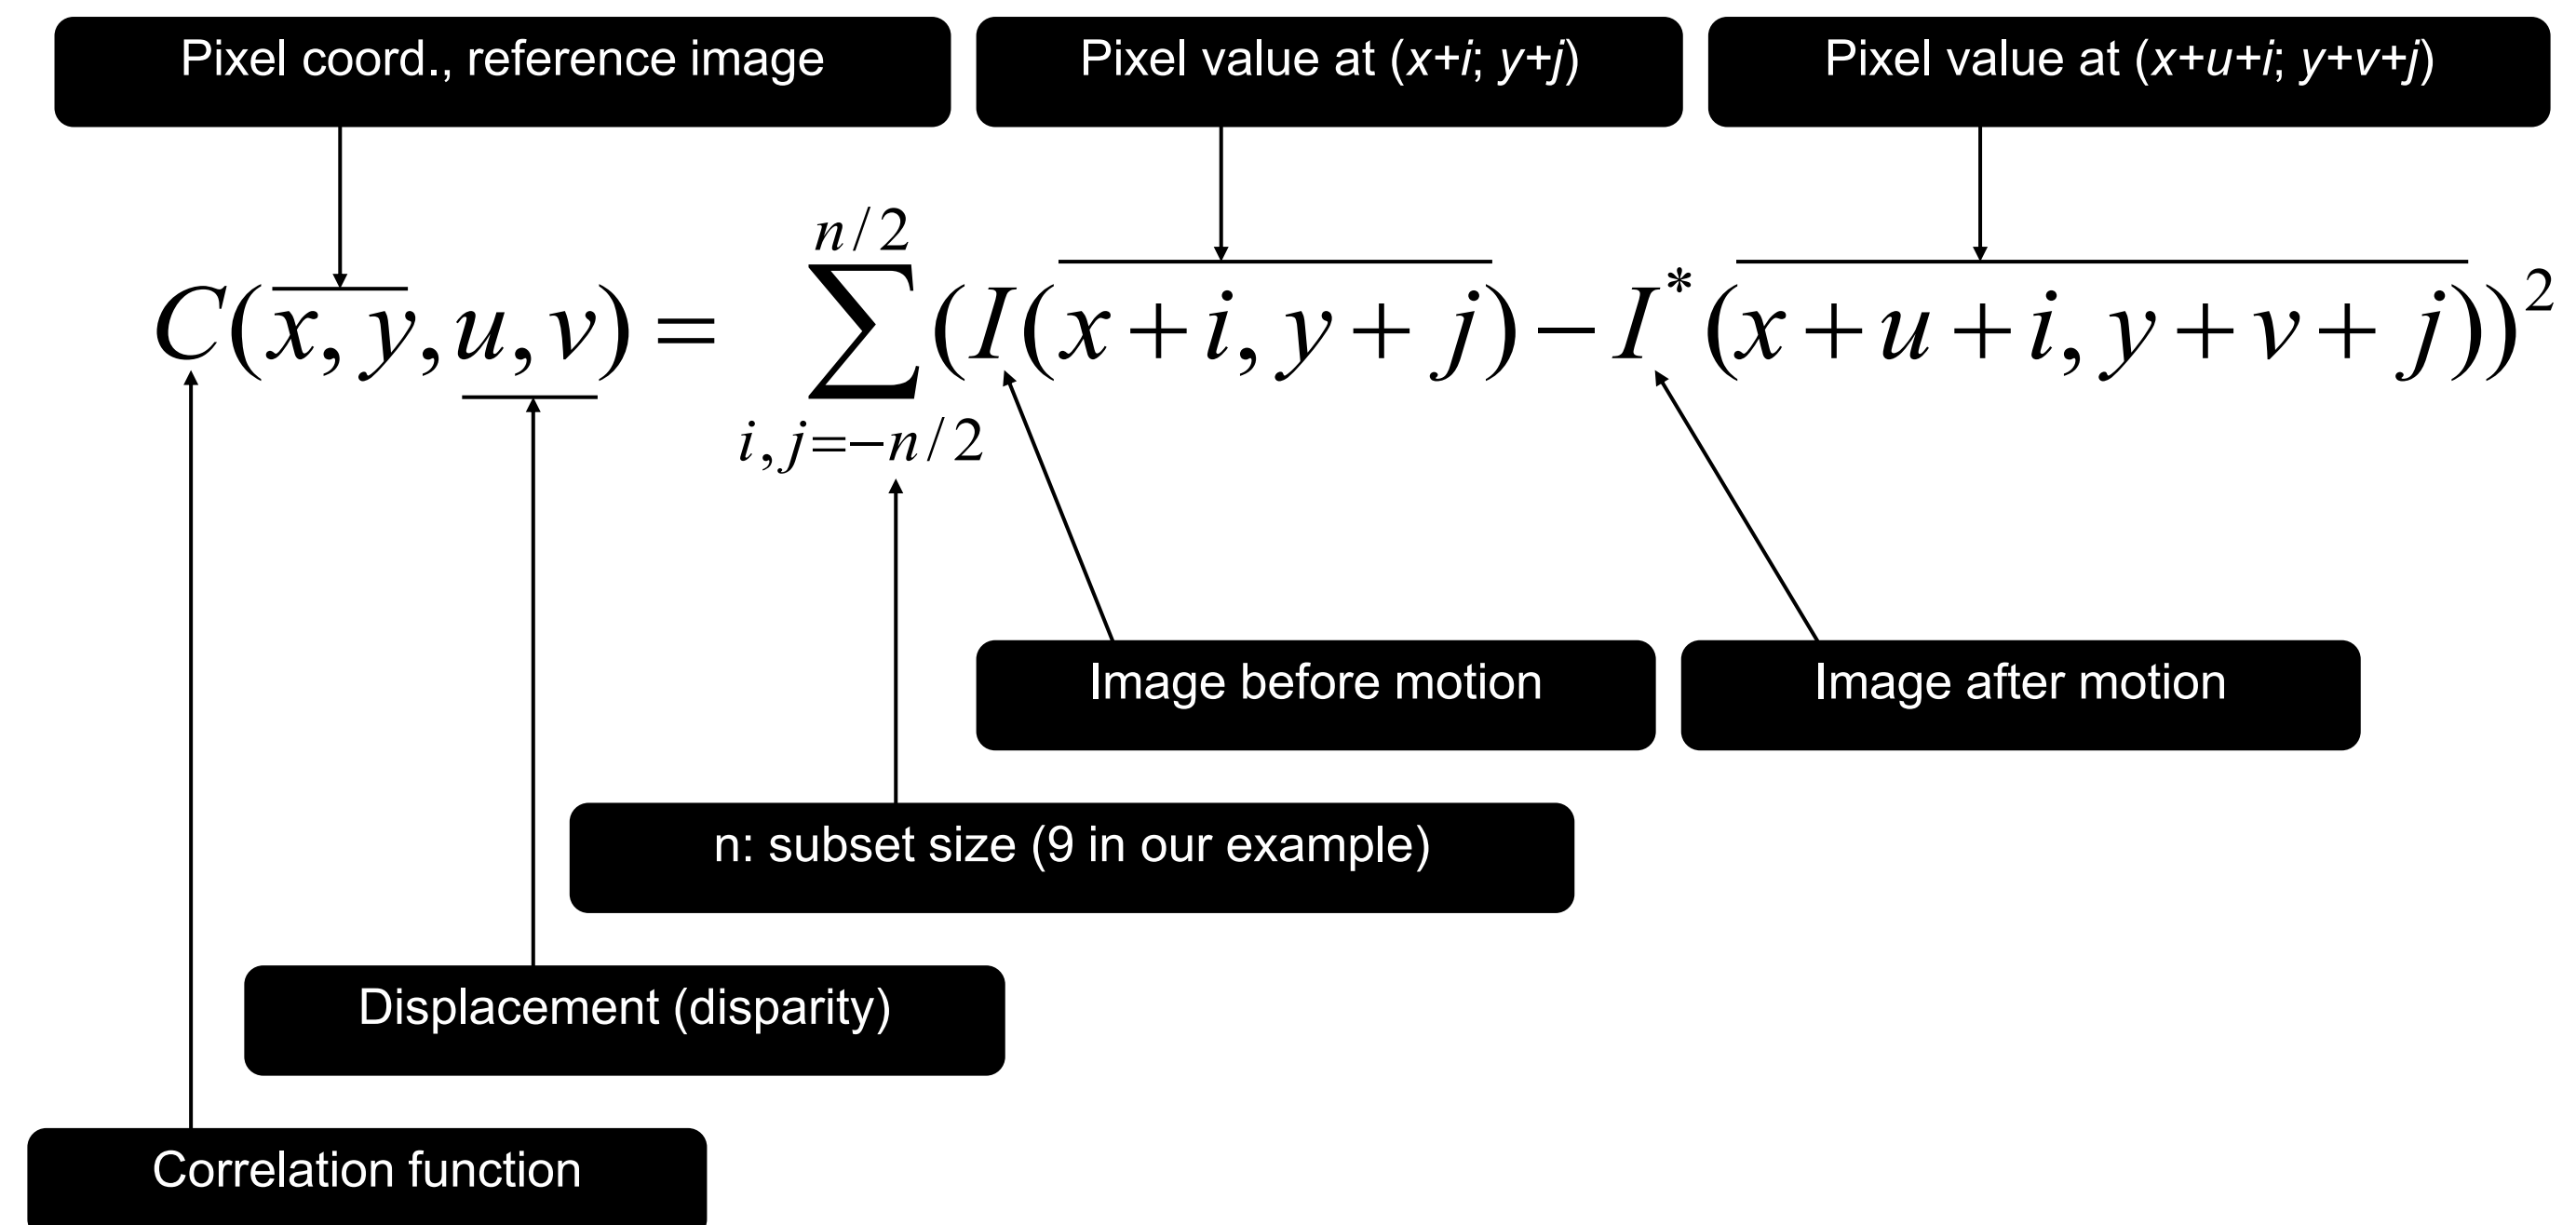 Pixel coord., reference image
Pixel value at (x+i; y+j)
Pixel value at (x+u+i; y+v+j)
C(x, y, u, v) = ∑_{i, j=-n/2}^{n/2} (I(x + i, y + j) − I*(x + u + i, y + v + j))²
Image before motion
Image after motion
n: subset size (9 in our example)
Displacement (disparity)
Correlation function